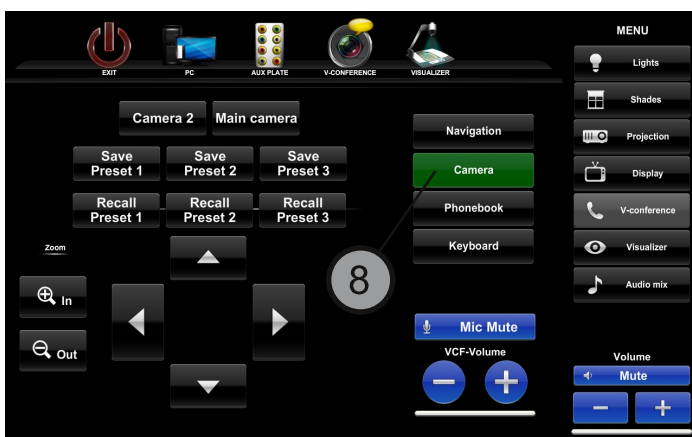 EXIT
PC
AUX PLATE
V-CONFERENCE
VISUALIZER
MENU
Lights
Shades
Projection
Display
V-conference
Visualizer
Audio mix
Camera 2
Main camera
Save
Preset 1
Save
Preset 2
Save
Preset 3
Recall
Preset 1
Recall
Preset 2
Recall
Preset 3
Zoom
In
Out
Navigation
Camera
Phonebook
Keyboard
8
Mic Mute
VCF-Volume
Volume
Mute